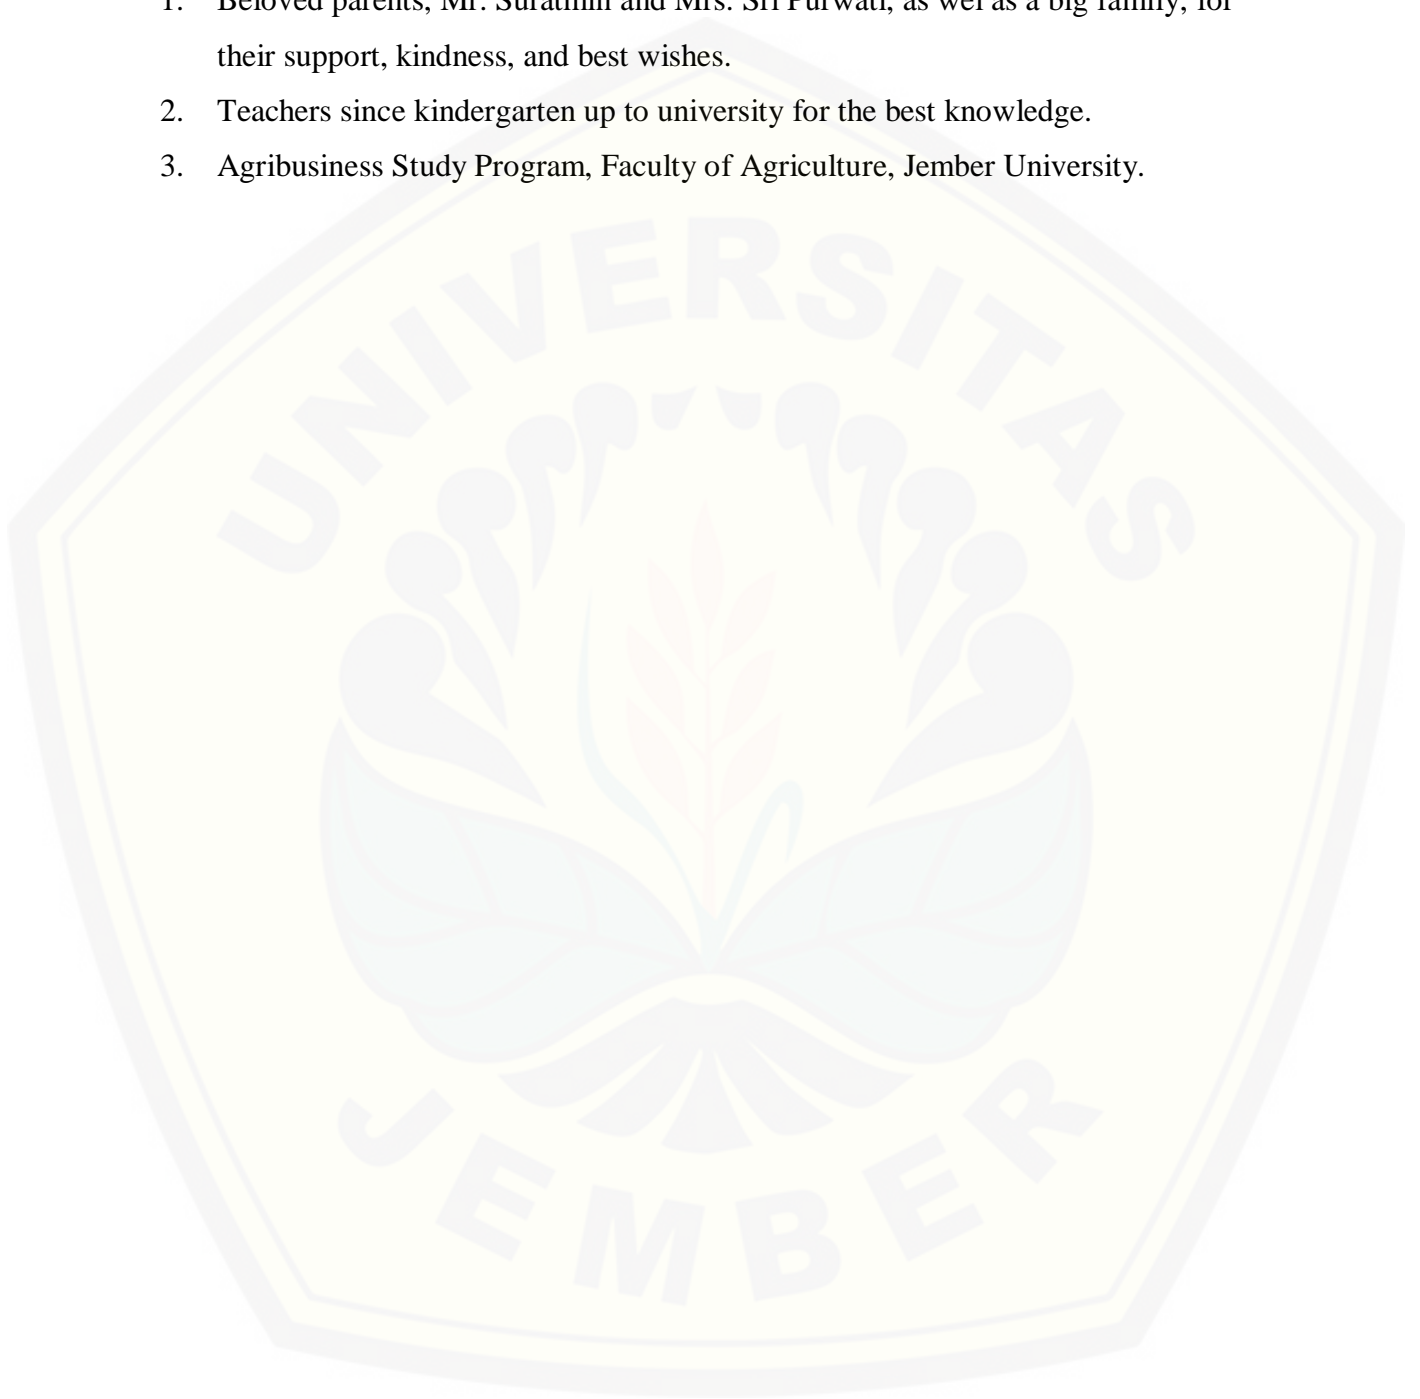 1. Beloved parents, Mr. and Mrs. Sri Purwati, as wel as a big family, for
their support, kindness, and best wishes.
2. Teachers since kindergarten up to university for the best knowledge.
3. Agribusiness Study Program, Faculty of Agriculture, Jember University.
UNIVERSITAS
JEMBER